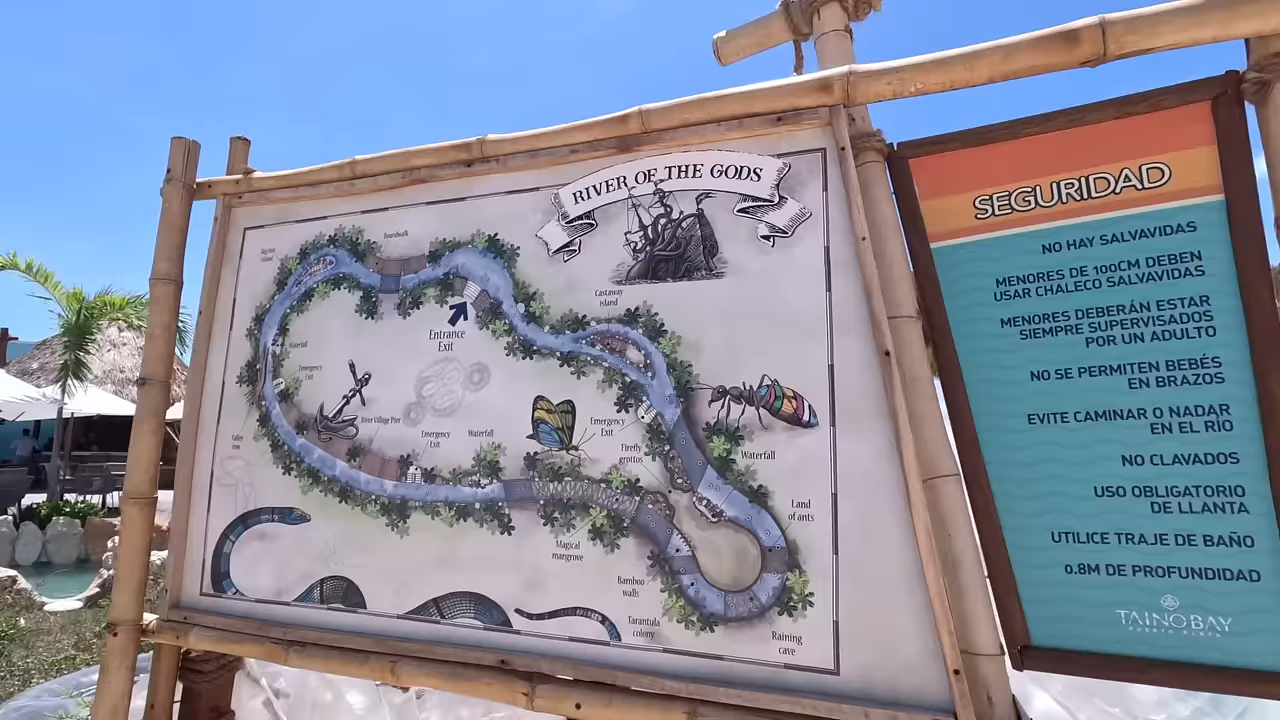 RIVER OF THE GODS
Boardwalk
Castaway
island
Entrance
Exit
Waterfall
Emergency
Exit
River Village Pier
Emergency
Exit
Waterfall
Emergency
Exit
Firefly
grottos
Waterfall
Land
of ants
Magical
mangrove
Bamboo
walls
Tarantula
colony
Raining
cave
SEGURIDAD
NO HAY SALVAVIDAS
MENORES DE 100CM DEBEN
USAR CHALECO SALVAVIDAS
MENORES DEBERÁN ESTAR
SIEMPRE SUPERVISADOS
POR UN ADULTO
NO SE PERMITEN BEBÉS
EN BRAZOS
EVITE CAMINAR O NADAR
EN EL RÍO
NO CLAVADOS
USO OBLIGATORIO
DE LLANTA
UTILICE TRAJE DE BAÑO
0.8M DE PROFUNDIDAD
TAINO BAY
PUERTO PLATA